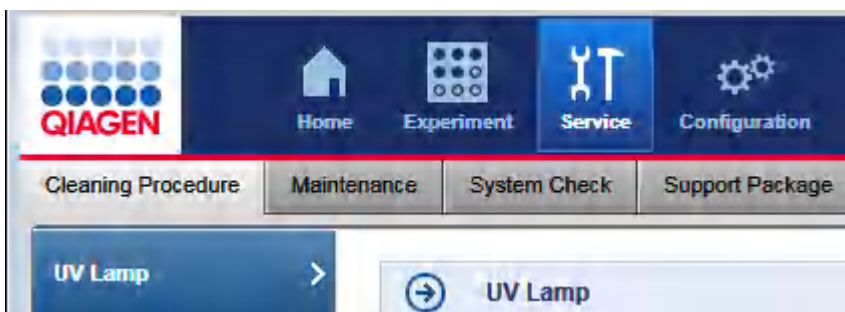 QIAGEN
Home Experiment Service Configuration
Cleaning Procedure Maintenance System Check Support Package
UV Lamp UV Lamp